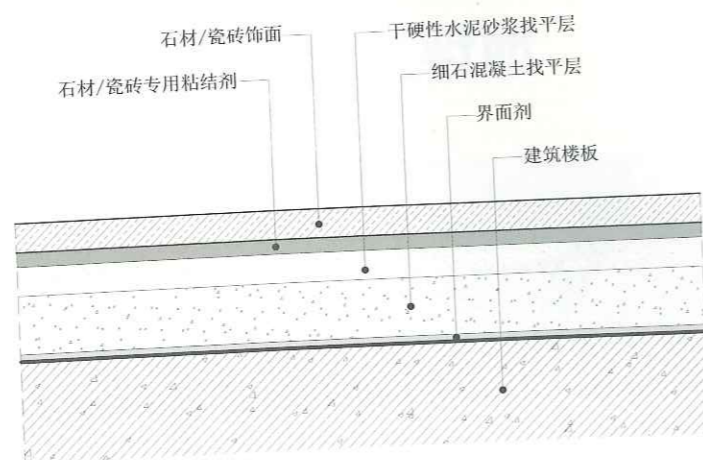 石材/瓷砖饰面
干硬性水泥砂浆找平层
石材/瓷砖专用粘结剂
细石混凝土找平层
界面剂
建筑楼板